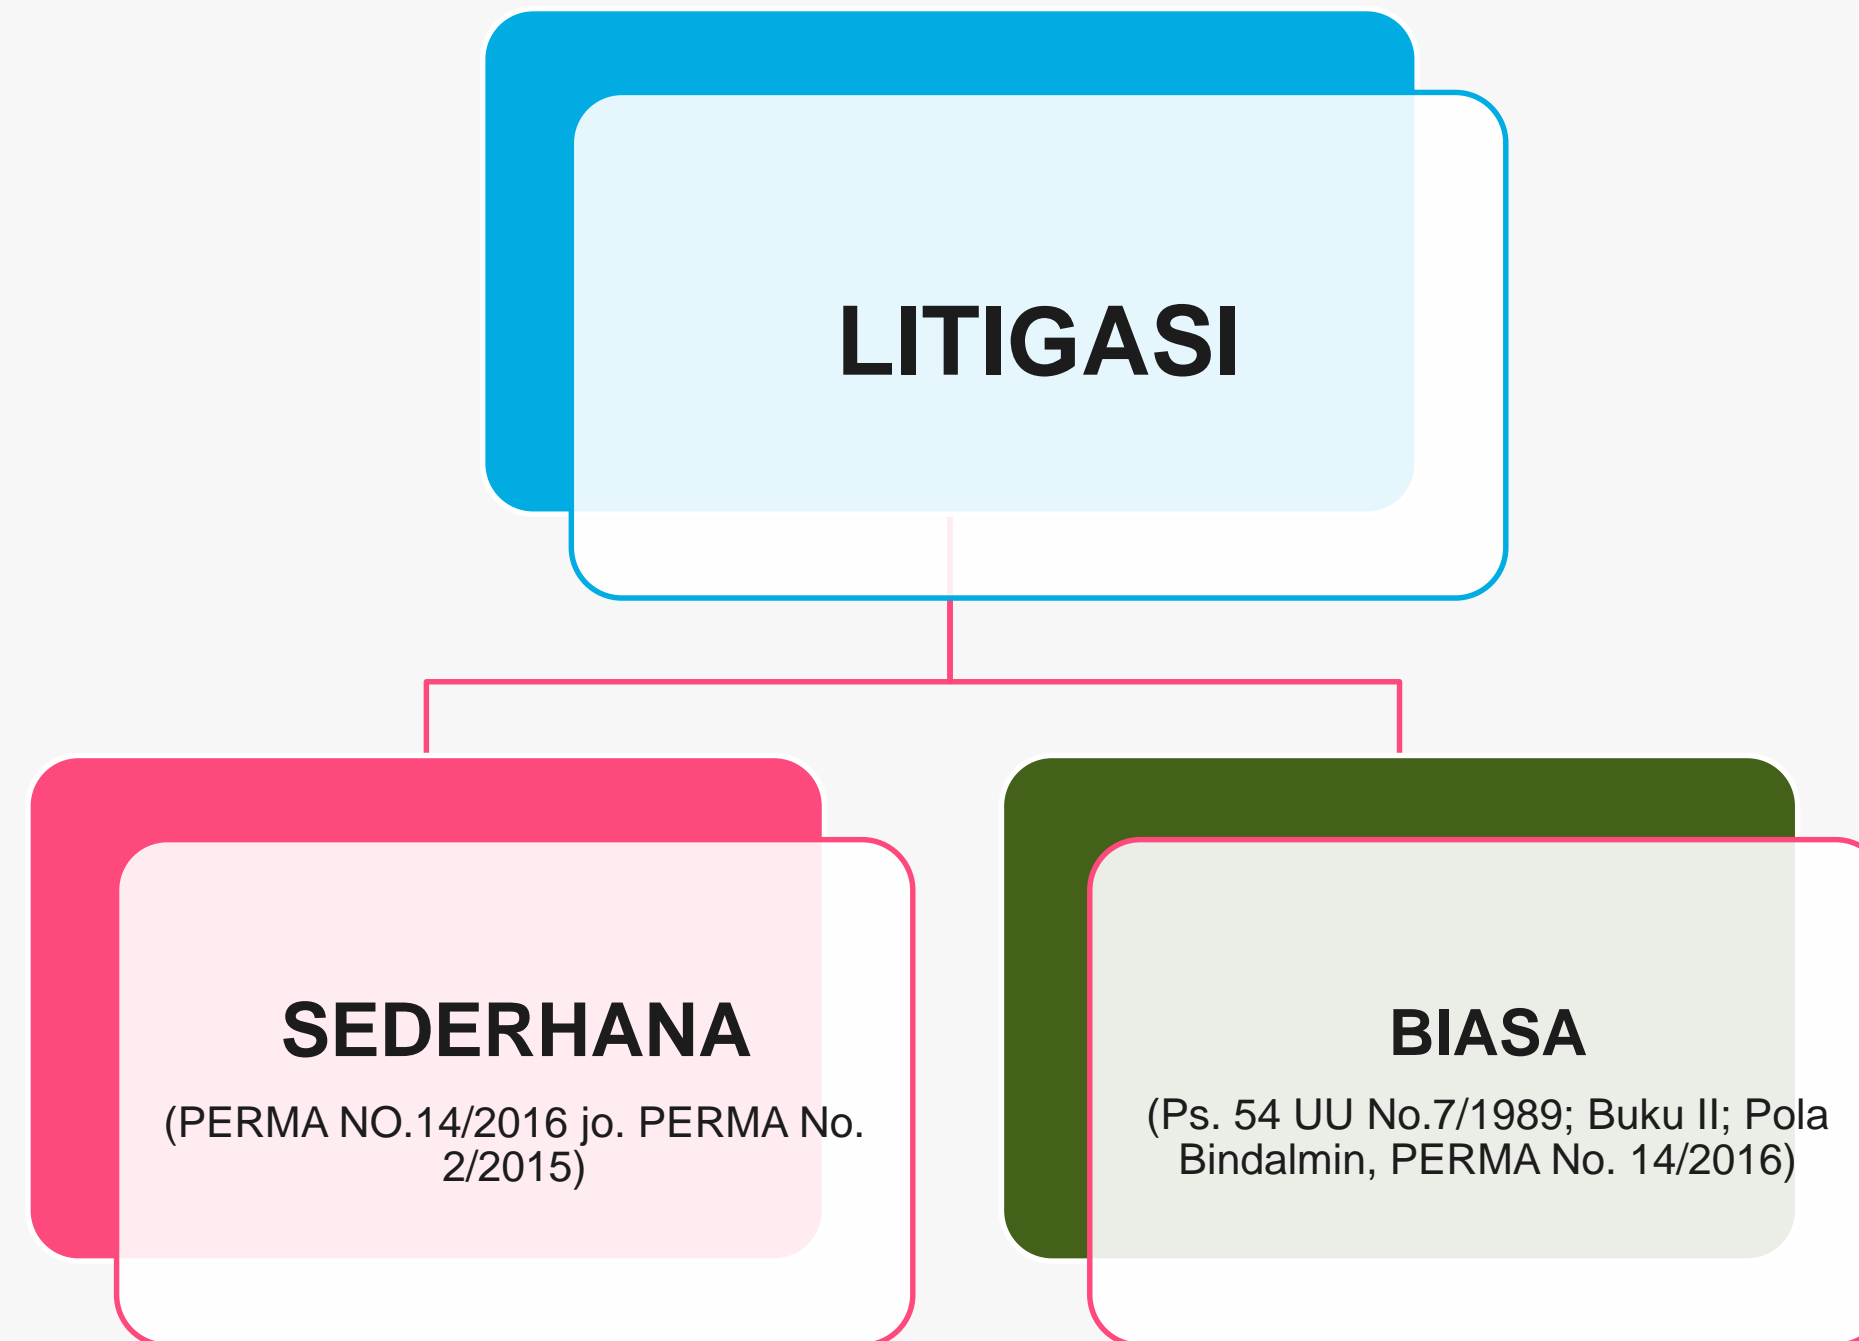 LITIGASI
SEDERHANA
(PERMA NO.14/2016 jo. PERMA No.
2/2015)
BIASA
(Ps. 54 UU No.7/1989; Buku II; Pola
Bindalmin, PERMA No. 14/2016)